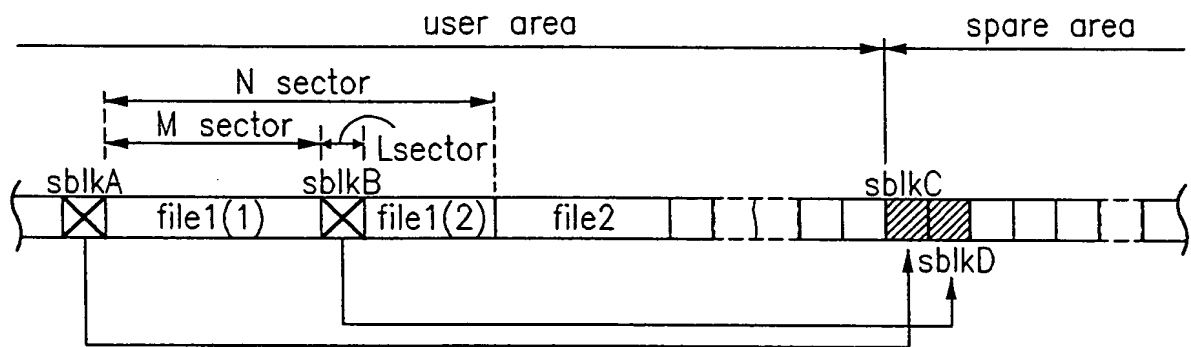 user area
spare area
N sector
M sector
Lsector
sblkA
sblkB
sblkC
file1(1)
file1(2)
file2
sblkD